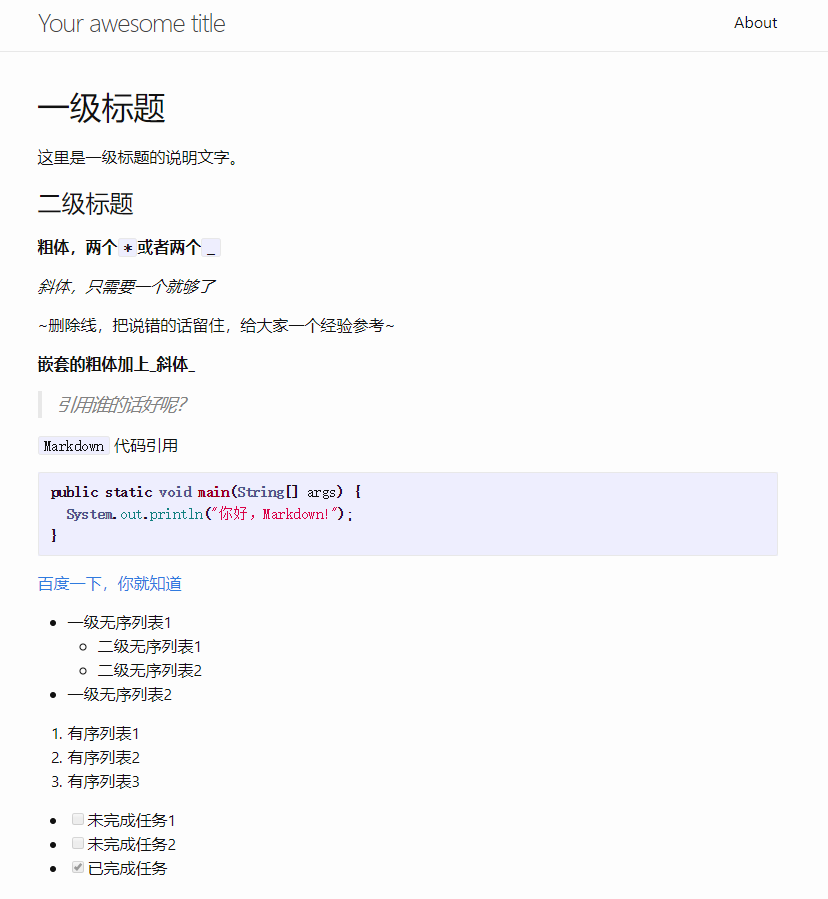 Your awesome title
About
一级标题
这里是一级标题的说明文字。
二级标题
粗体，两个 * 或者两个 _
斜体，只需要一个就够了
~删除线，把说错的话留住，给大家一个经验参考~
嵌套的粗体加上_斜体_
引用谁的话好呢？
Markdown 代码引用
public static void main(String[] args) {
  System.out.println("你好，Markdown!");
}
百度一下，你就知道
一级无序列表1
二级无序列表1
二级无序列表2
一级无序列表2
1. 有序列表1
2. 有序列表2
3. 有序列表3
未完成任务1
未完成任务2
已完成任务